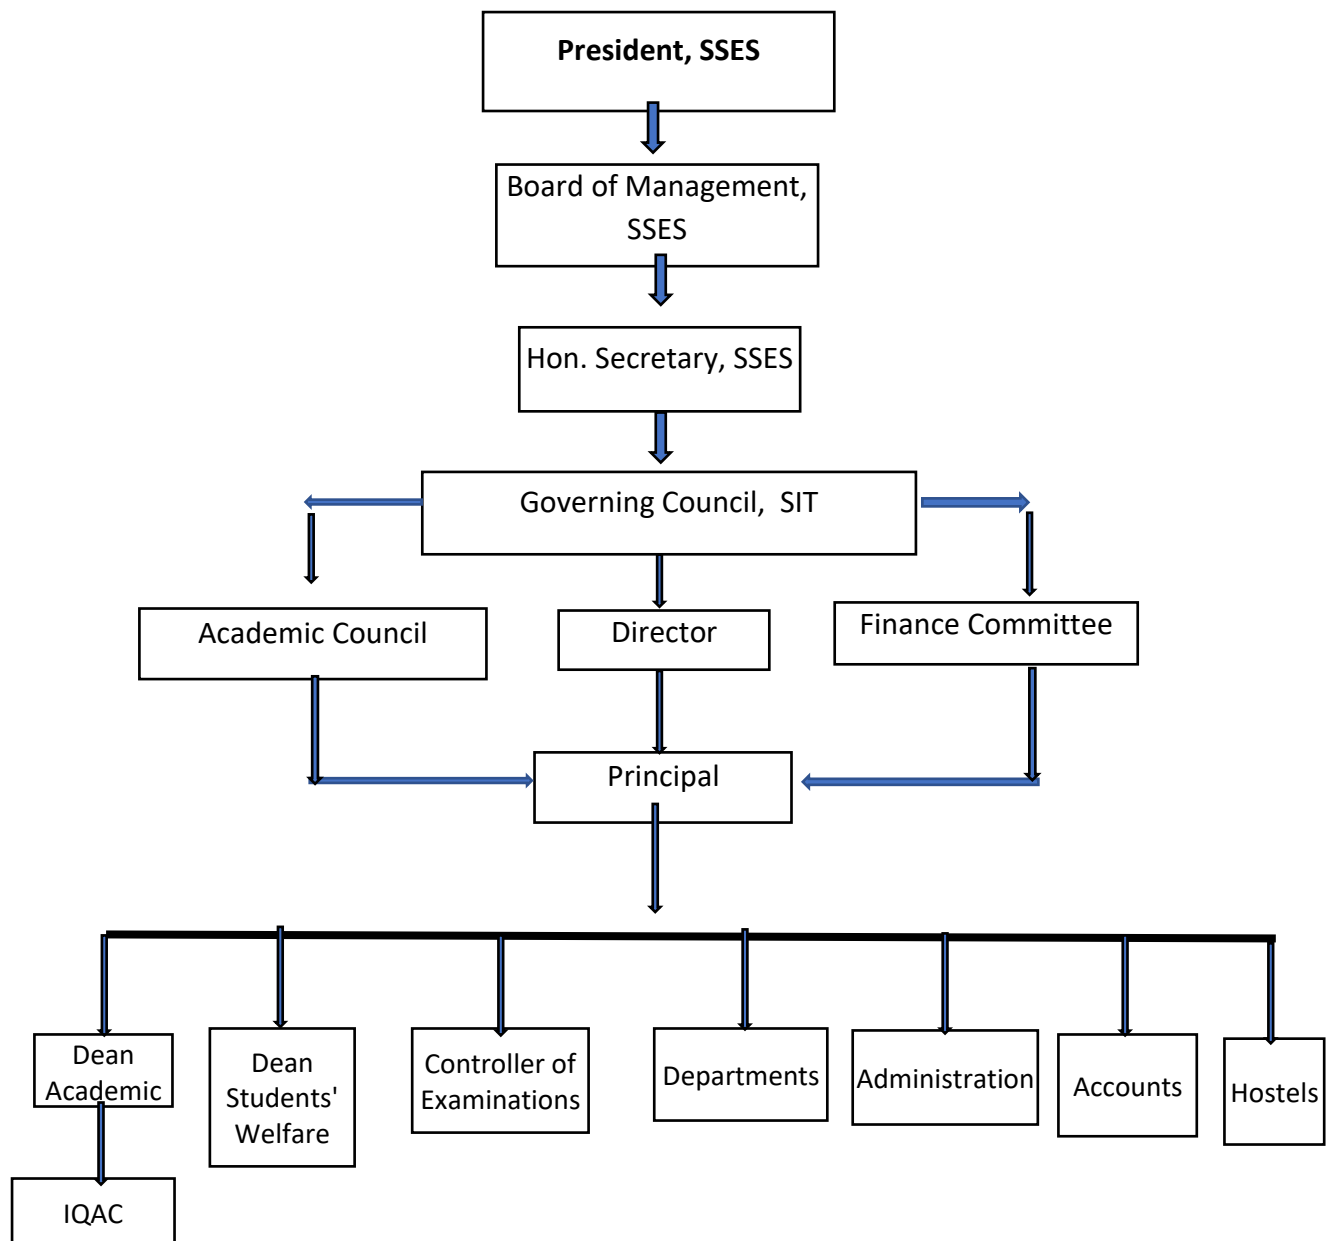 President, SSES
Board of Management,
SSES
Hon. Secretary, SSES
Governing Council,  SIT
Academic Council
Director
Finance Committee
Principal
Dean
Academic
Dean
Students'
Welfare
Controller of
Examinations
Departments
Administration
Accounts
Hostels
IQAC